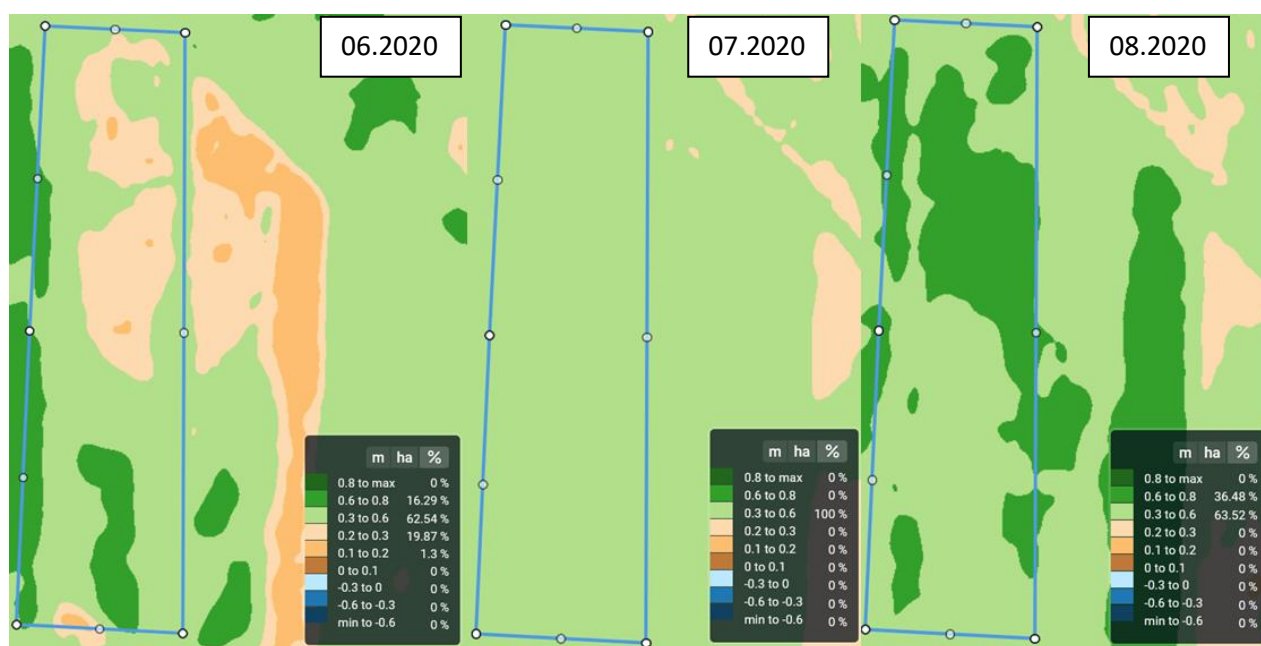 06.2020
07.2020
08.2020
m ha %
0.8 to max 0 %
0.6 to 0.8 16.29 %
0.3 to 0.6 62.54 %
0.2 to 0.3 19.87 %
0.1 to 0.2 1.3 %
0 to 0.1 0 %
-0.3 to 0 0 %
-0.6 to -0.3 0 %
min to -0.6 0 %
m ha %
0.8 to max 0 %
0.6 to 0.8 0 %
0.3 to 0.6 100 %
0.2 to 0.3 0 %
0.1 to 0.2 0 %
0 to 0.1 0 %
-0.3 to 0 0 %
-0.6 to -0.3 0 %
min to -0.6 0 %
m ha %
0.8 to max 0 %
0.6 to 0.8 36.48 %
0.3 to 0.6 63.52 %
0.2 to 0.3 0 %
0.1 to 0.2 0 %
0 to 0.1 0 %
-0.3 to 0 0 %
-0.6 to -0.3 0 %
min to -0.6 0 %